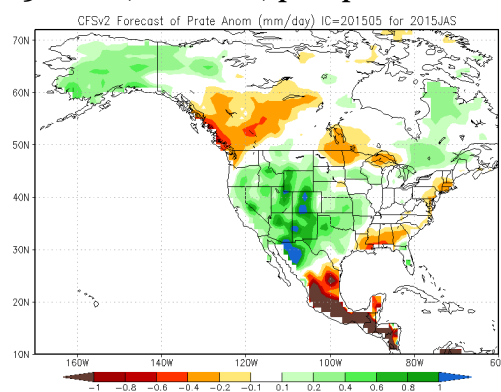 CFSv2 Forecast of Prate Anom (mm/day) IC=201505 for 2015JAS
70N
60N
50N
40N
30N
20N
10N
160W 140W 120W 100W 80W 60
-1 -0.8 -0.6 -0.4 -0.2 -0.1 0.1 0.2 0.4 0.6 0.8 1